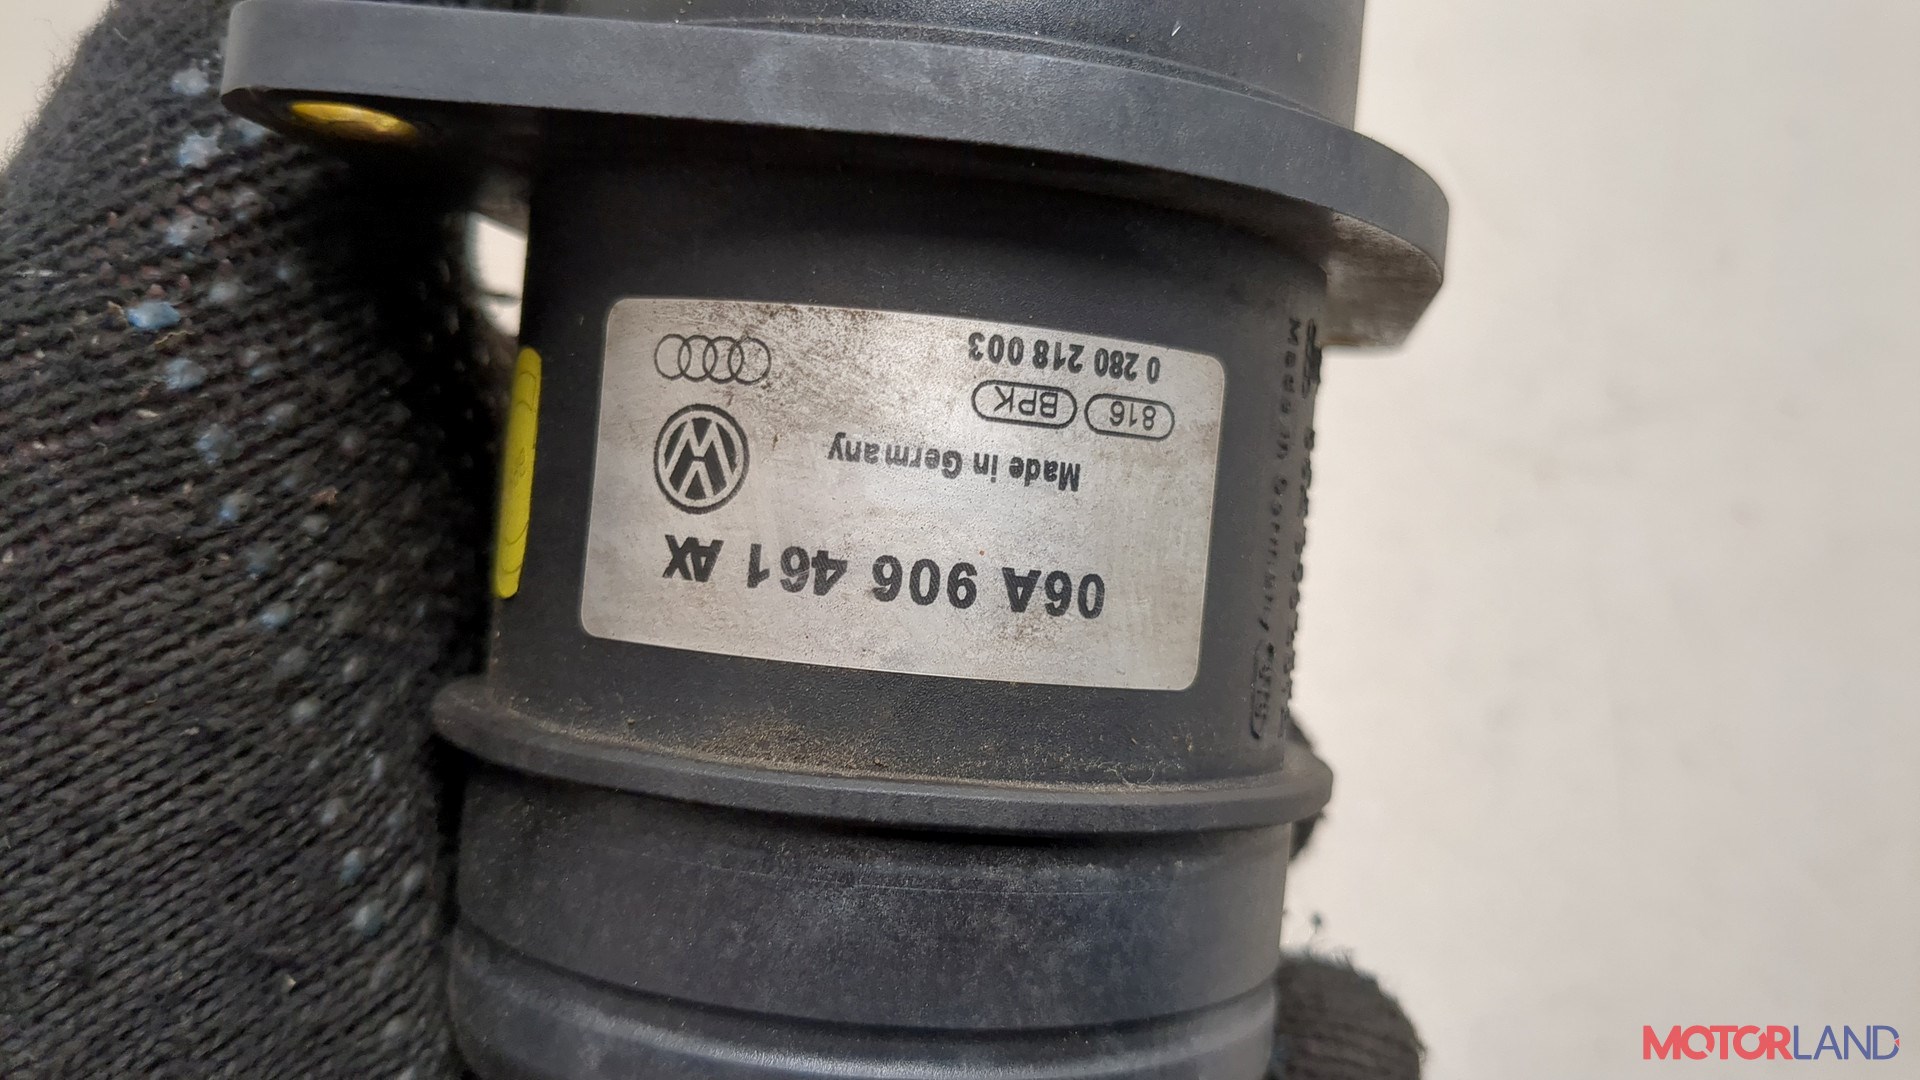 06A 906 461 AX
Made in Germany
816 BPK
0 280 218 003
MOTORLAND